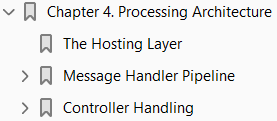 Chapter 4. Processing Architecture
The Hosting Layer
Message Handler Pipeline
Controller Handling